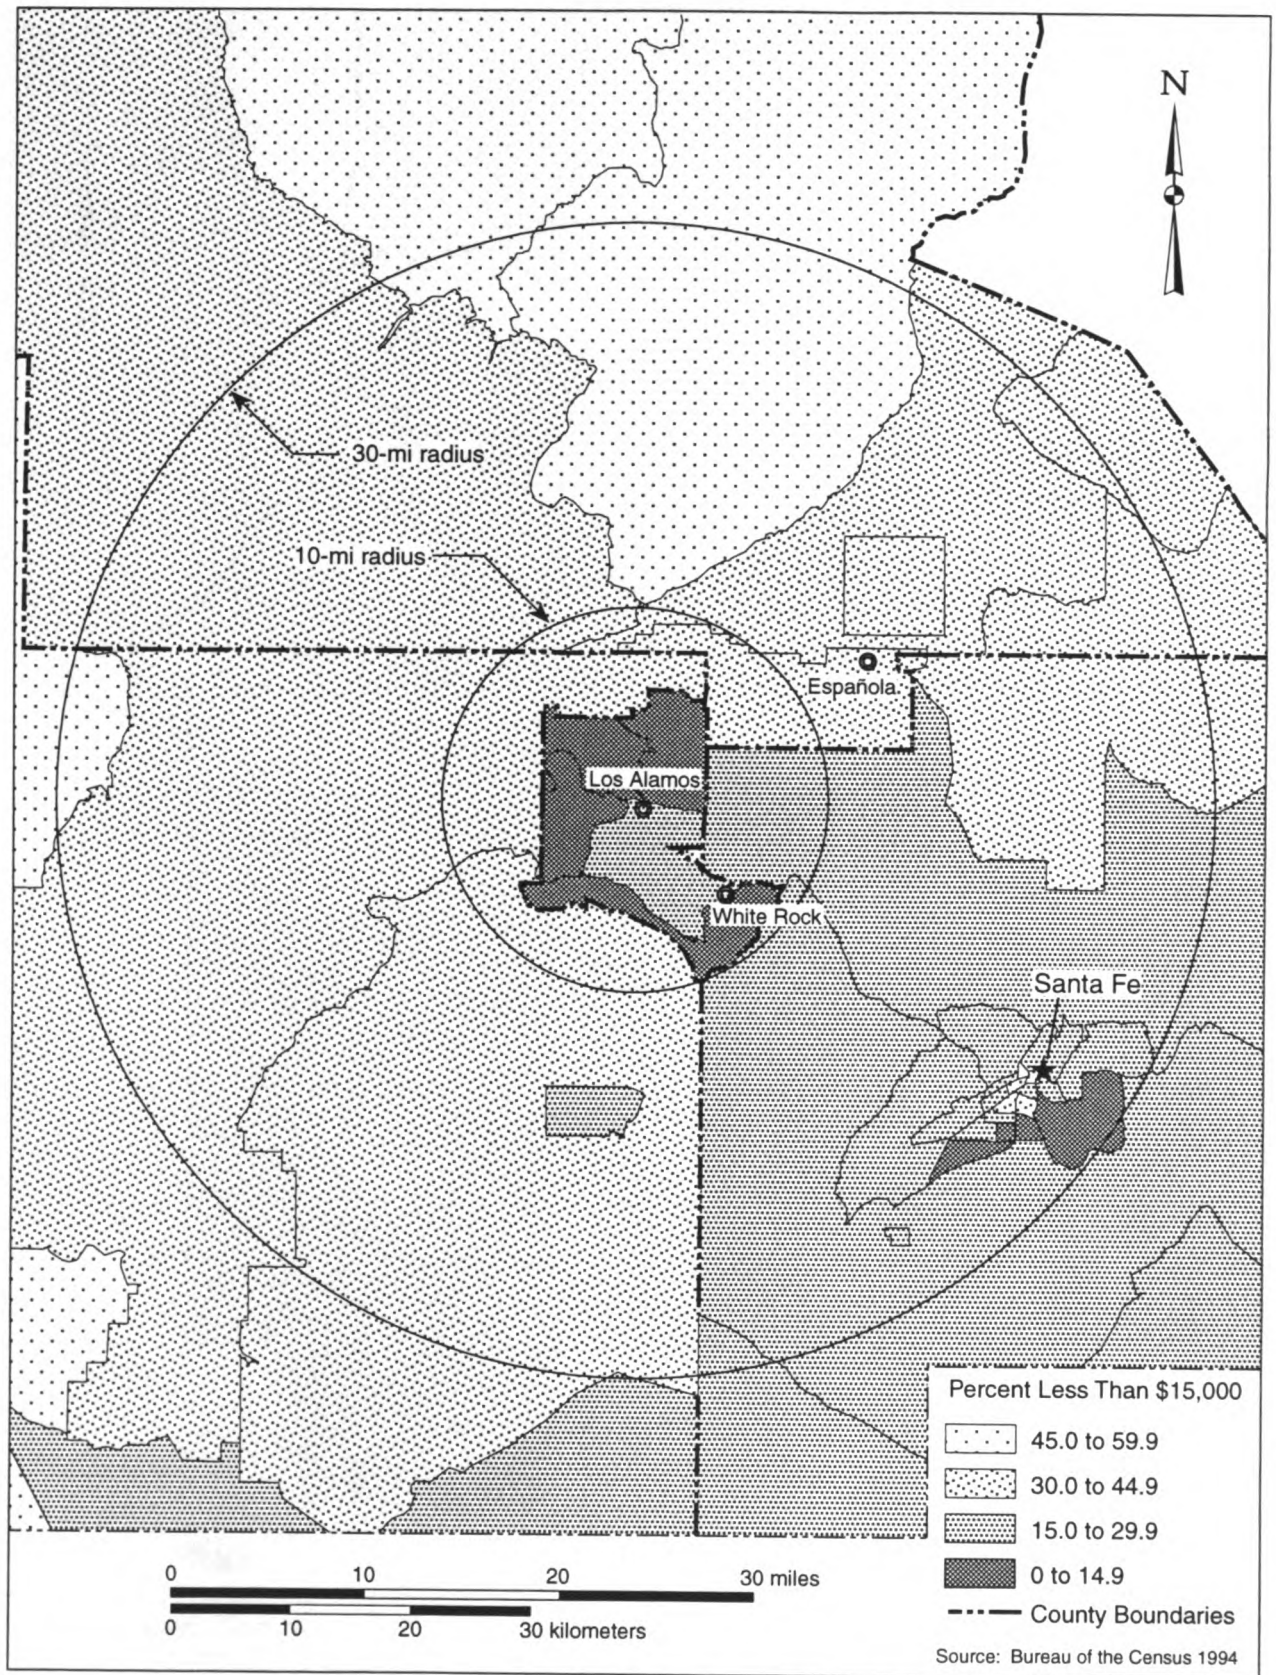 N
30-mi radius
10-mi radius
Española
Los Alamos
White Rock
Santa Fe
Percent Less Than $15,000
45.0 to 59.9
30.0 to 44.9
15.0 to 29.9
0 to 14.9
County Boundaries
Source: Bureau of the Census 1994
0 10 20 30 miles
0 10 20 30 kilometers